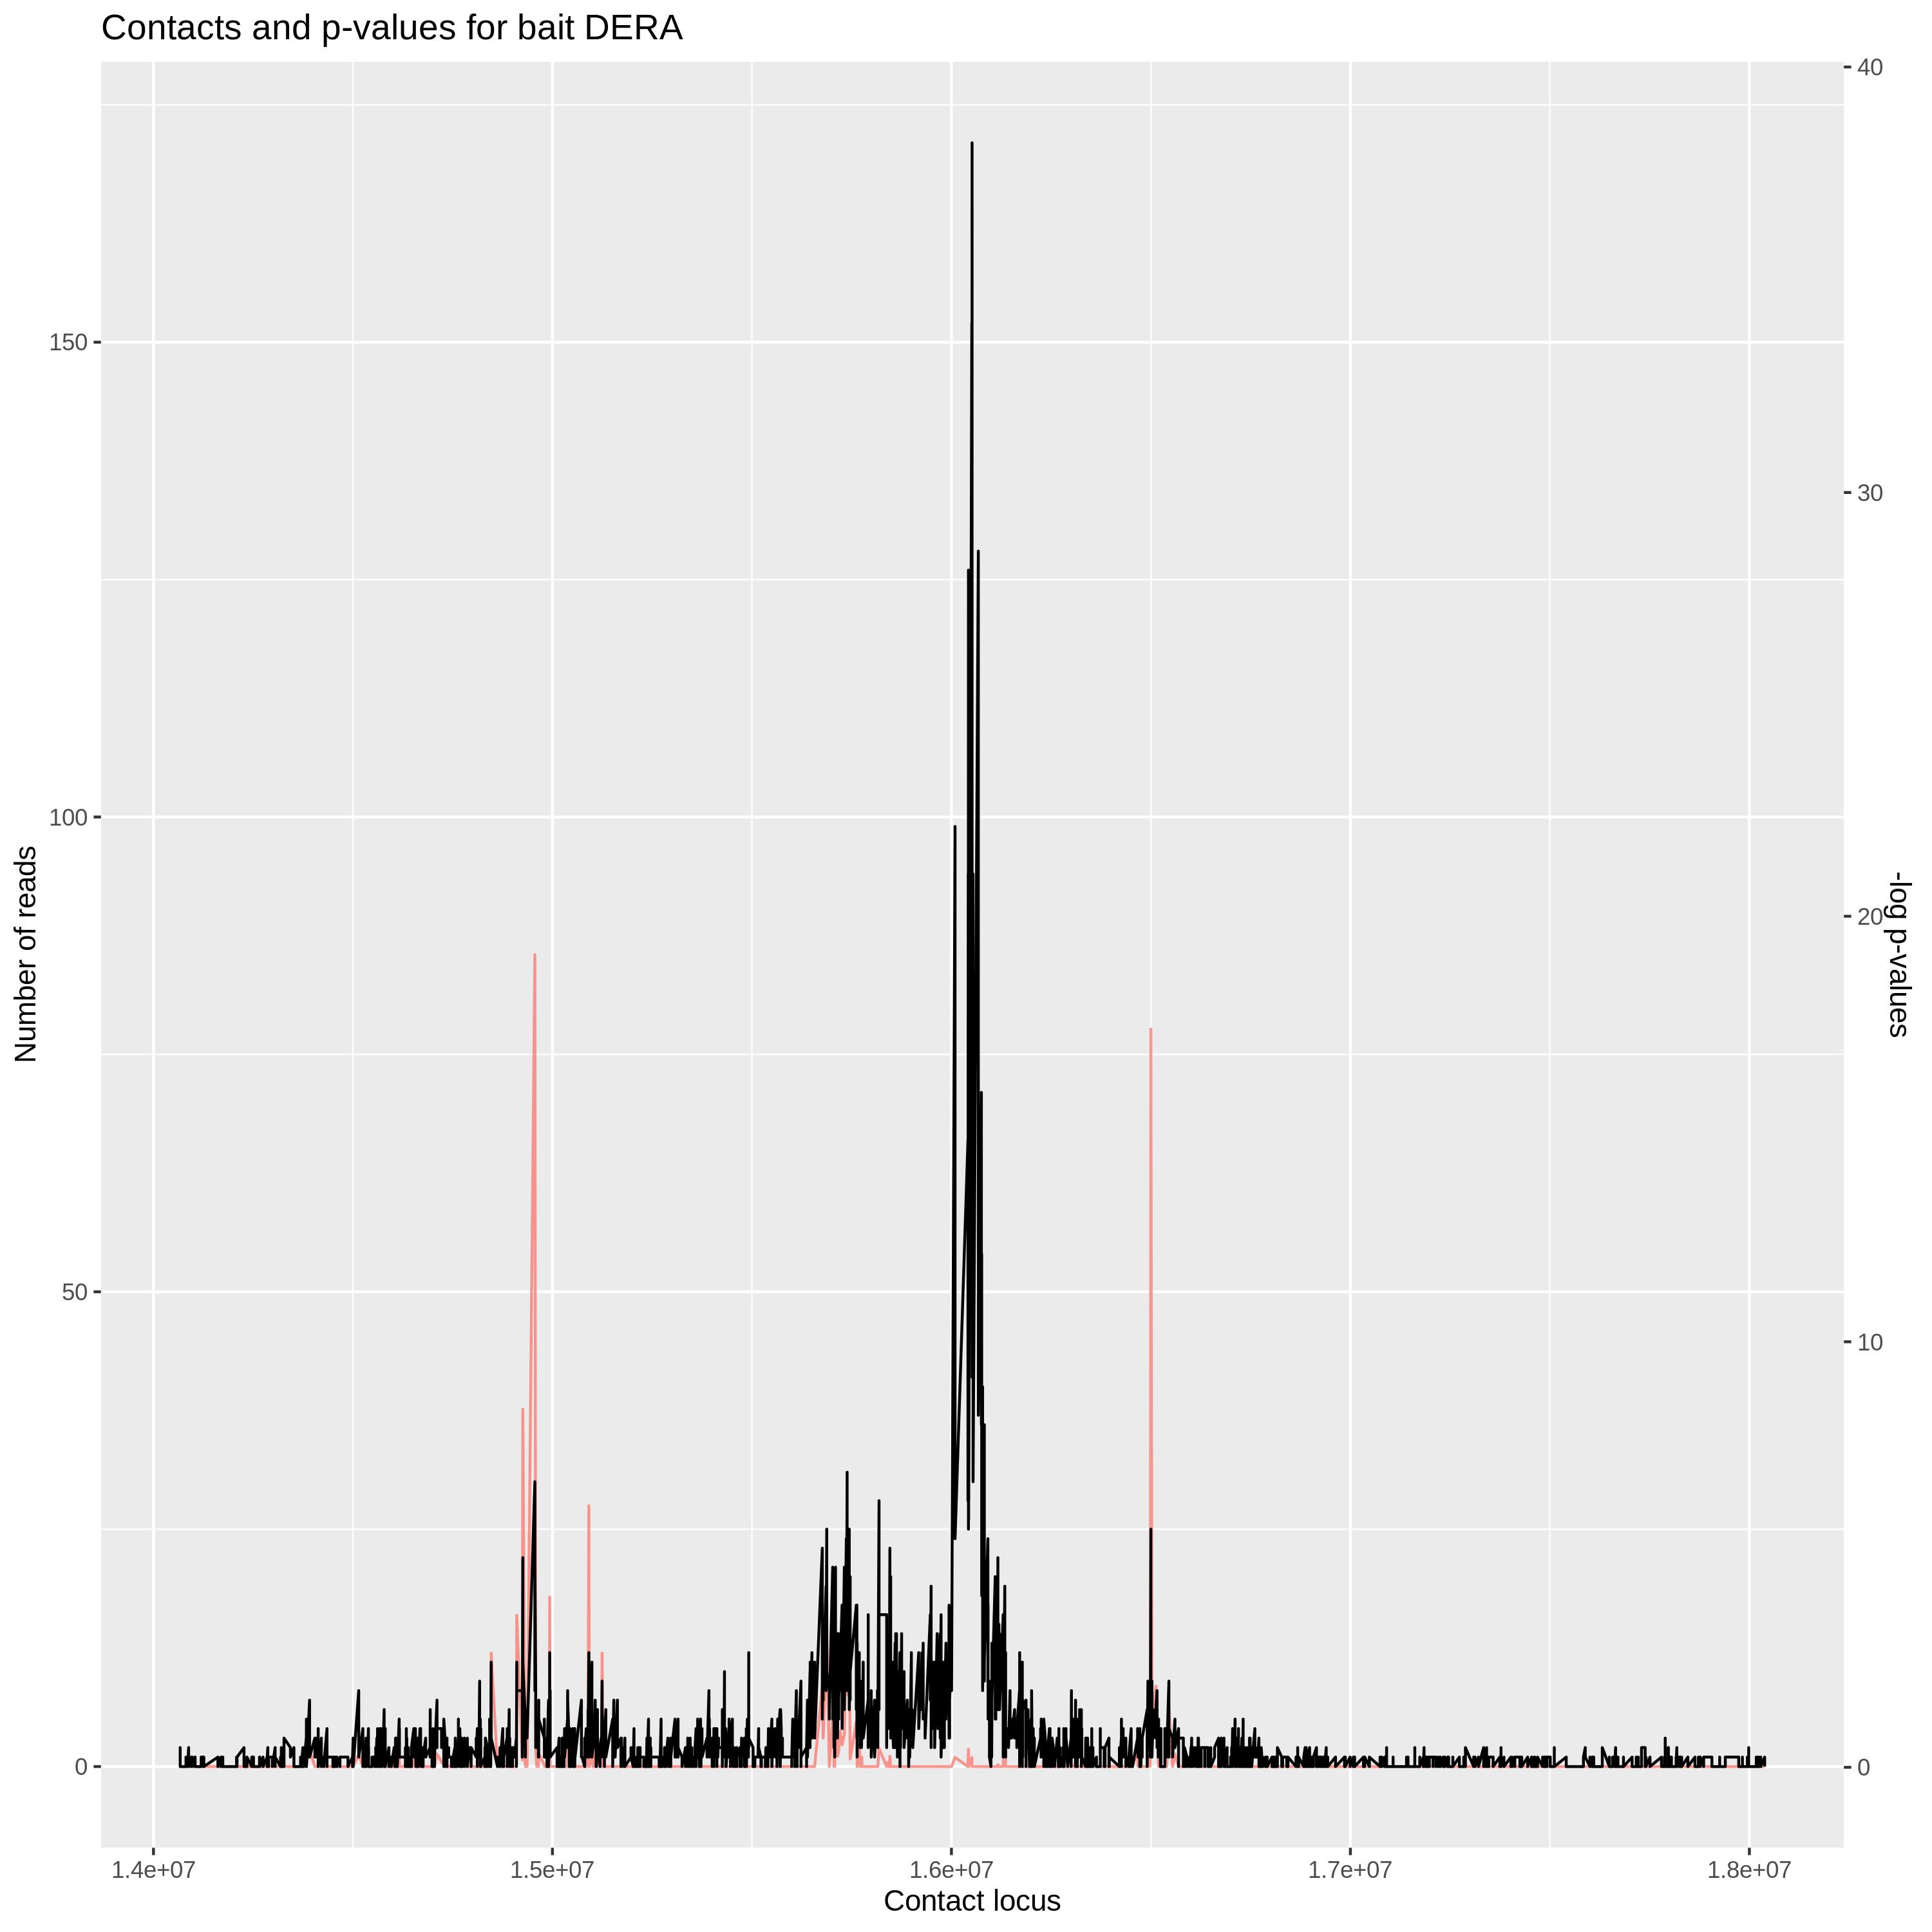 Contacts and p-values for bait DERA
40
150
30
100
Number of reads
20
-log p-values
50
10
0
0
1.4e+07
1.5e+07
1.6e+07
1.7e+07
1.8e+07
Contact locus